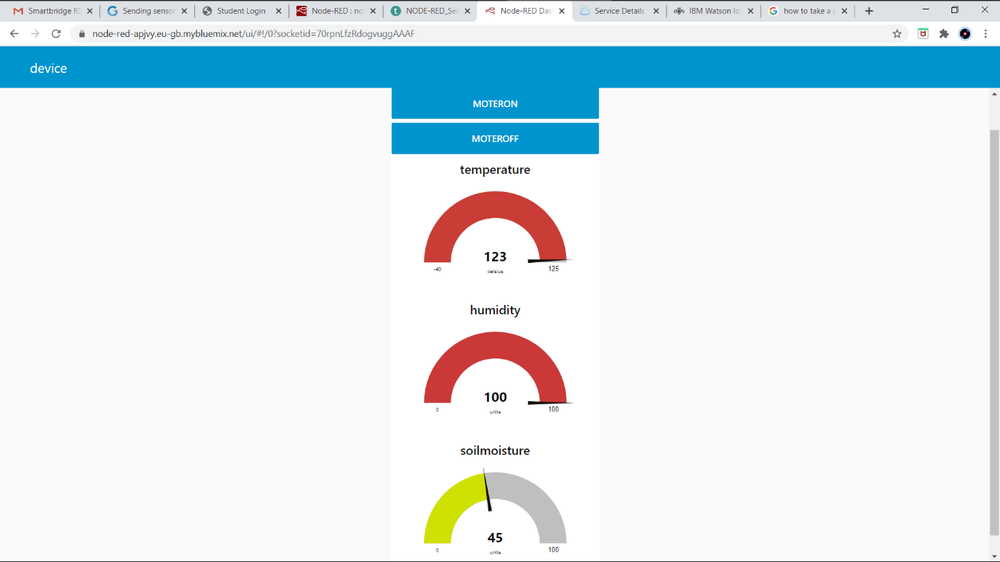 Smartbridge RS
Sending sensor
Student Login
Node-RED : no
NODE-RED_Ser
Node-RED Das
Service Details
IBM Watson Io
how to take a s
node-red-apjvy.eu-gb.mybluemix.net/ui/#!/0?socketid=70rpnLfzRdogvuggAAAF
device
MOTERON
MOTEROFF
temperature
123
celsius
-40
125
humidity
100
units
0
100
soilmoisture
45
units
0
100